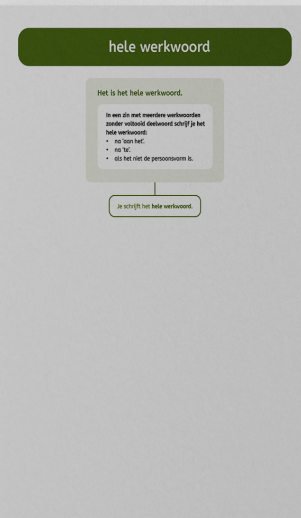 hele werkwoord
Het is het hele werkwoord.
In een zin met meerdere werkwoorden
zonder voltooid deelwoord schrijf je het
hele werkwoord:
• na 'aan het'.
• na 'te'.
• als het niet de persoonsvorm is.
Je schrijft het hele werkwoord.